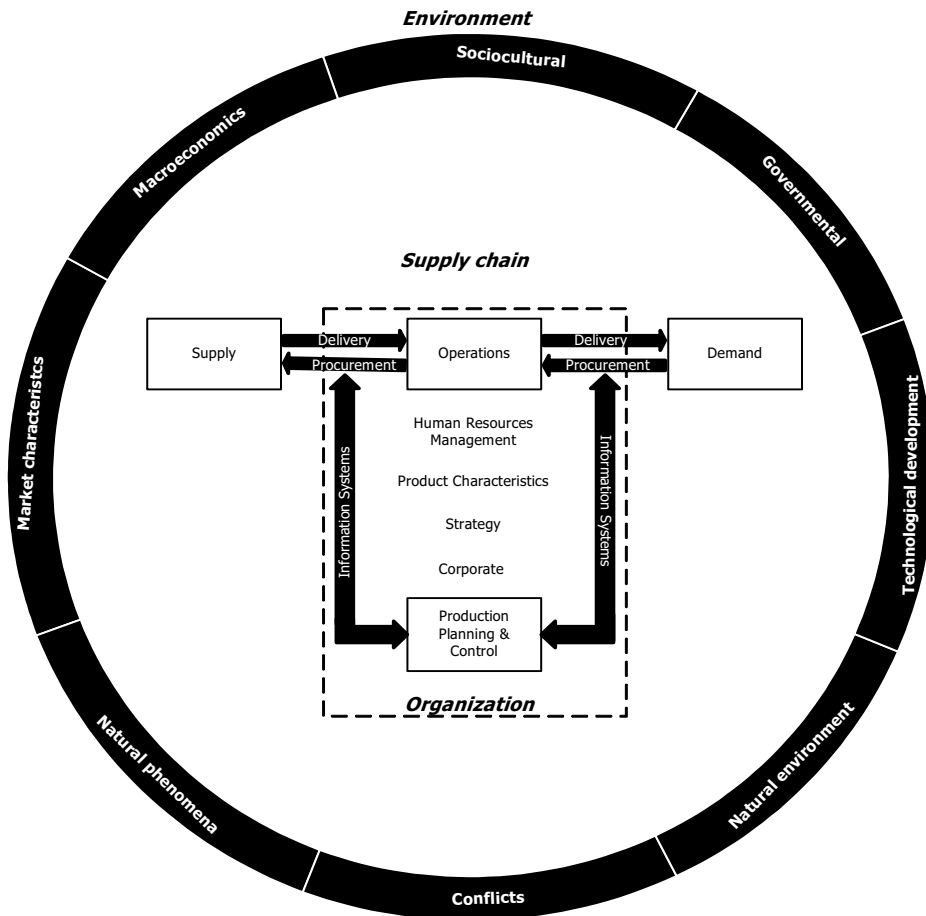 Environment
Sociocultural
Macroeconomics
Governmental
Supply chain
Supply
Delivery
Procurement
Operations
Delivery
Procurement
Demand
Market characteristcs
Technological development
Information Systems
Human Resources
Management
Product Characteristics
Strategy
Corporate
Information Systems
Production
Planning &
Control
Organization
Natural phenomena
Natural environment
Conflicts